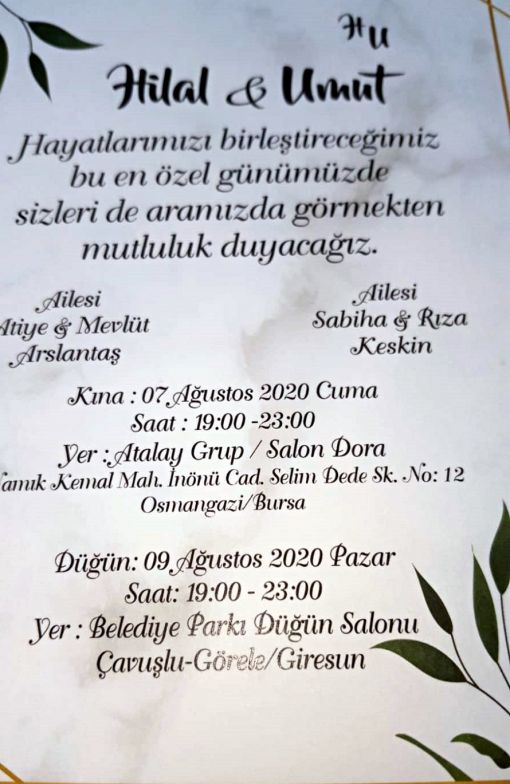 HU
Hilal & Umut
Hayatlarımızı birleştireceğimiz
bu en özel günümüzde
sizleri de aramızda görmekten
mutluluk duyacağız.
Ailesi
Atiye & Mevlüt
Arslantaş
Ailesi
Sabiha & Rıza
Keskin
Kına : 07 Ağustos 2020 Cuma
Saat : 19:00 -23:00
Yer : Atalay Grup / Salon Dora
Namık Kemal Mah. İnönü Cad. Selim Dede Sk. No: 12
Osmangazi/Bursa
Düğün: 09 Ağustos 2020 Pazar
Saat: 19:00 - 23:00
Yer : Belediye Parkı Düğün Salonu
Çavuşlu-Görele/Giresun